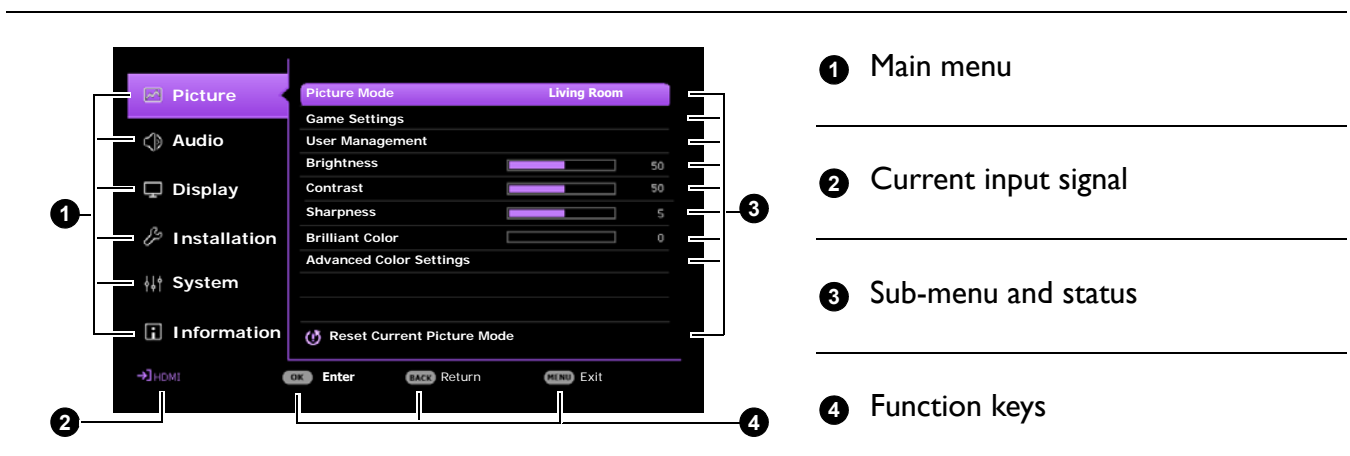 Picture
Audio
Display
Installation
System
Information
Picture Mode Living Room
Game Settings
User Management
Brightness 50
Contrast 50
Sharpness 5
Brilliant Color 0
Advanced Color Settings
Reset Current Picture Mode
HDMI OK Enter BACK Return MENU Exit
1
2
3
4
1 Main menu
2 Current input signal
3 Sub-menu and status
4 Function keys